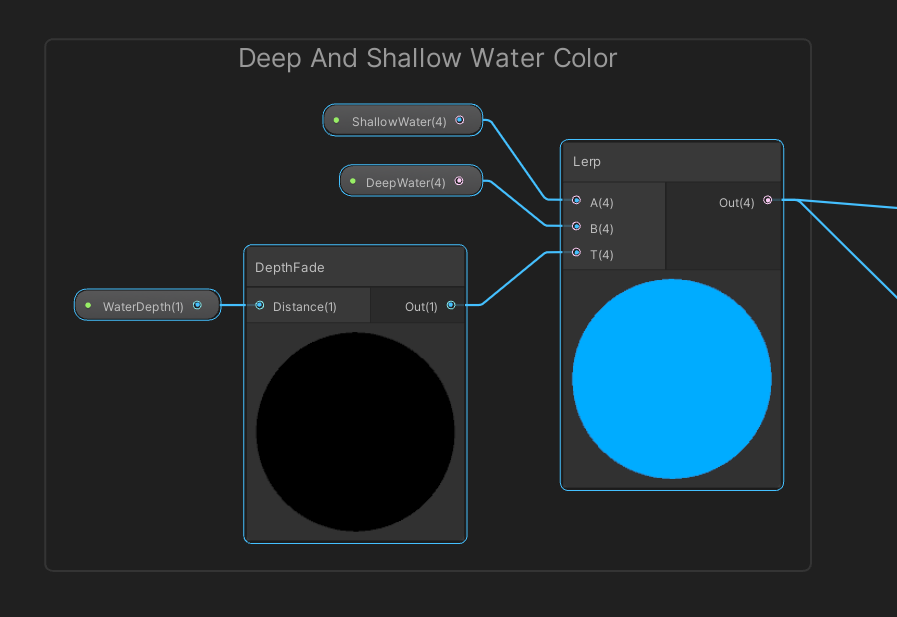 Deep And Shallow Water Color
ShallowWater(4)
DeepWater(4)
Lerp
A(4)
Out(4)
B(4)
T(4)
DepthFade
WaterDepth(1)
Distance(1)
Out(1)